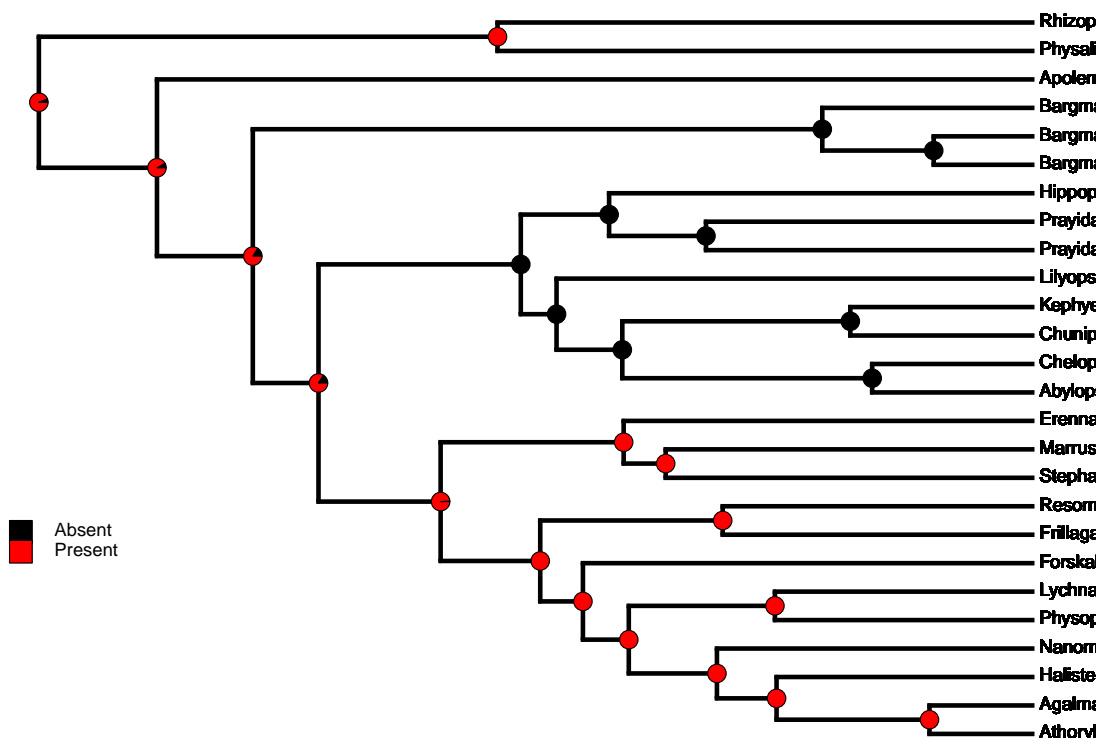 Rhizop
Physali
Apolem
Bargma
Bargma
Bargma
Hippop
Prayida
Prayida
Lilyops
Kephye
Chunip
Chelop
Abylops
Erenna
Marrus
Stepha
Resom
Frillaga
Forskal
Lychna
Physop
Nanom
Haliste
Agalma
Athoryl
Absent
Present